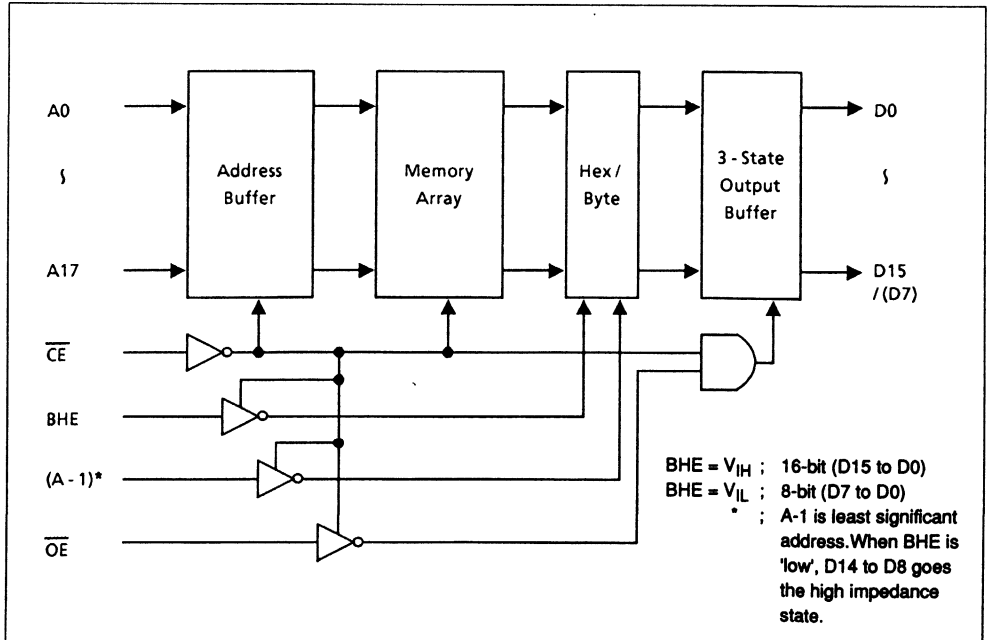 A0
∫
A17
Address
Buffer
Memory
Array
Hex /
Byte
3 - State
Output
Buffer
D0
∫
D15
/ (D7)
C̅E̅
BHE
(A - 1)*
O̅E̅
BHE = VIH ; 16-bit (D15 to D0)
BHE = VIL ; 8-bit (D7 to D0)
* ; A-1 is least significant
address.When BHE is
'low', D14 to D8 goes
the high impedance
state.